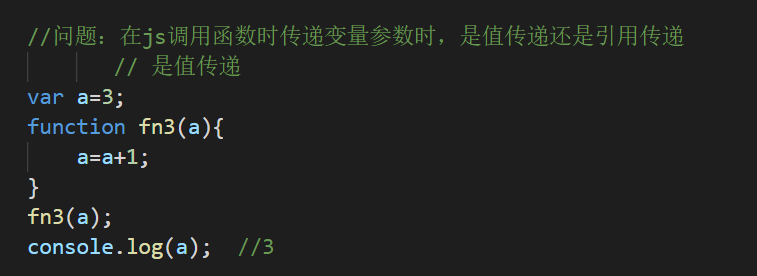 //问题：在js调用函数时传递变量参数时，是值传递还是引用传递
// 是值传递
var a=3;
function fn3(a){
a=a+1;
}
fn3(a);
console.log(a);  //3